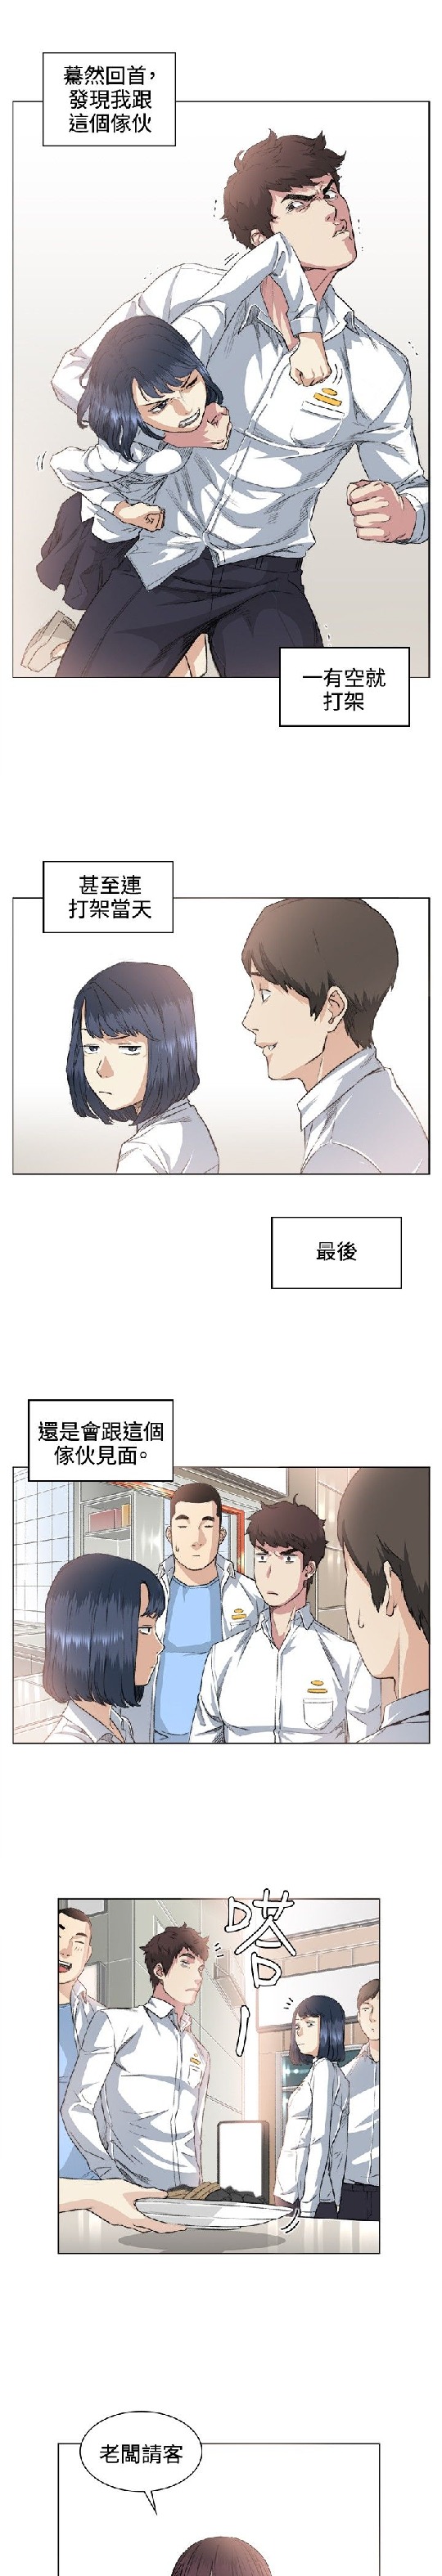 驀然回首,
發現我跟
這個傢伙
一有空就
打架
甚至連
打架當天
最後
還是會跟這個
傢伙見面。
嗒
老闆請客